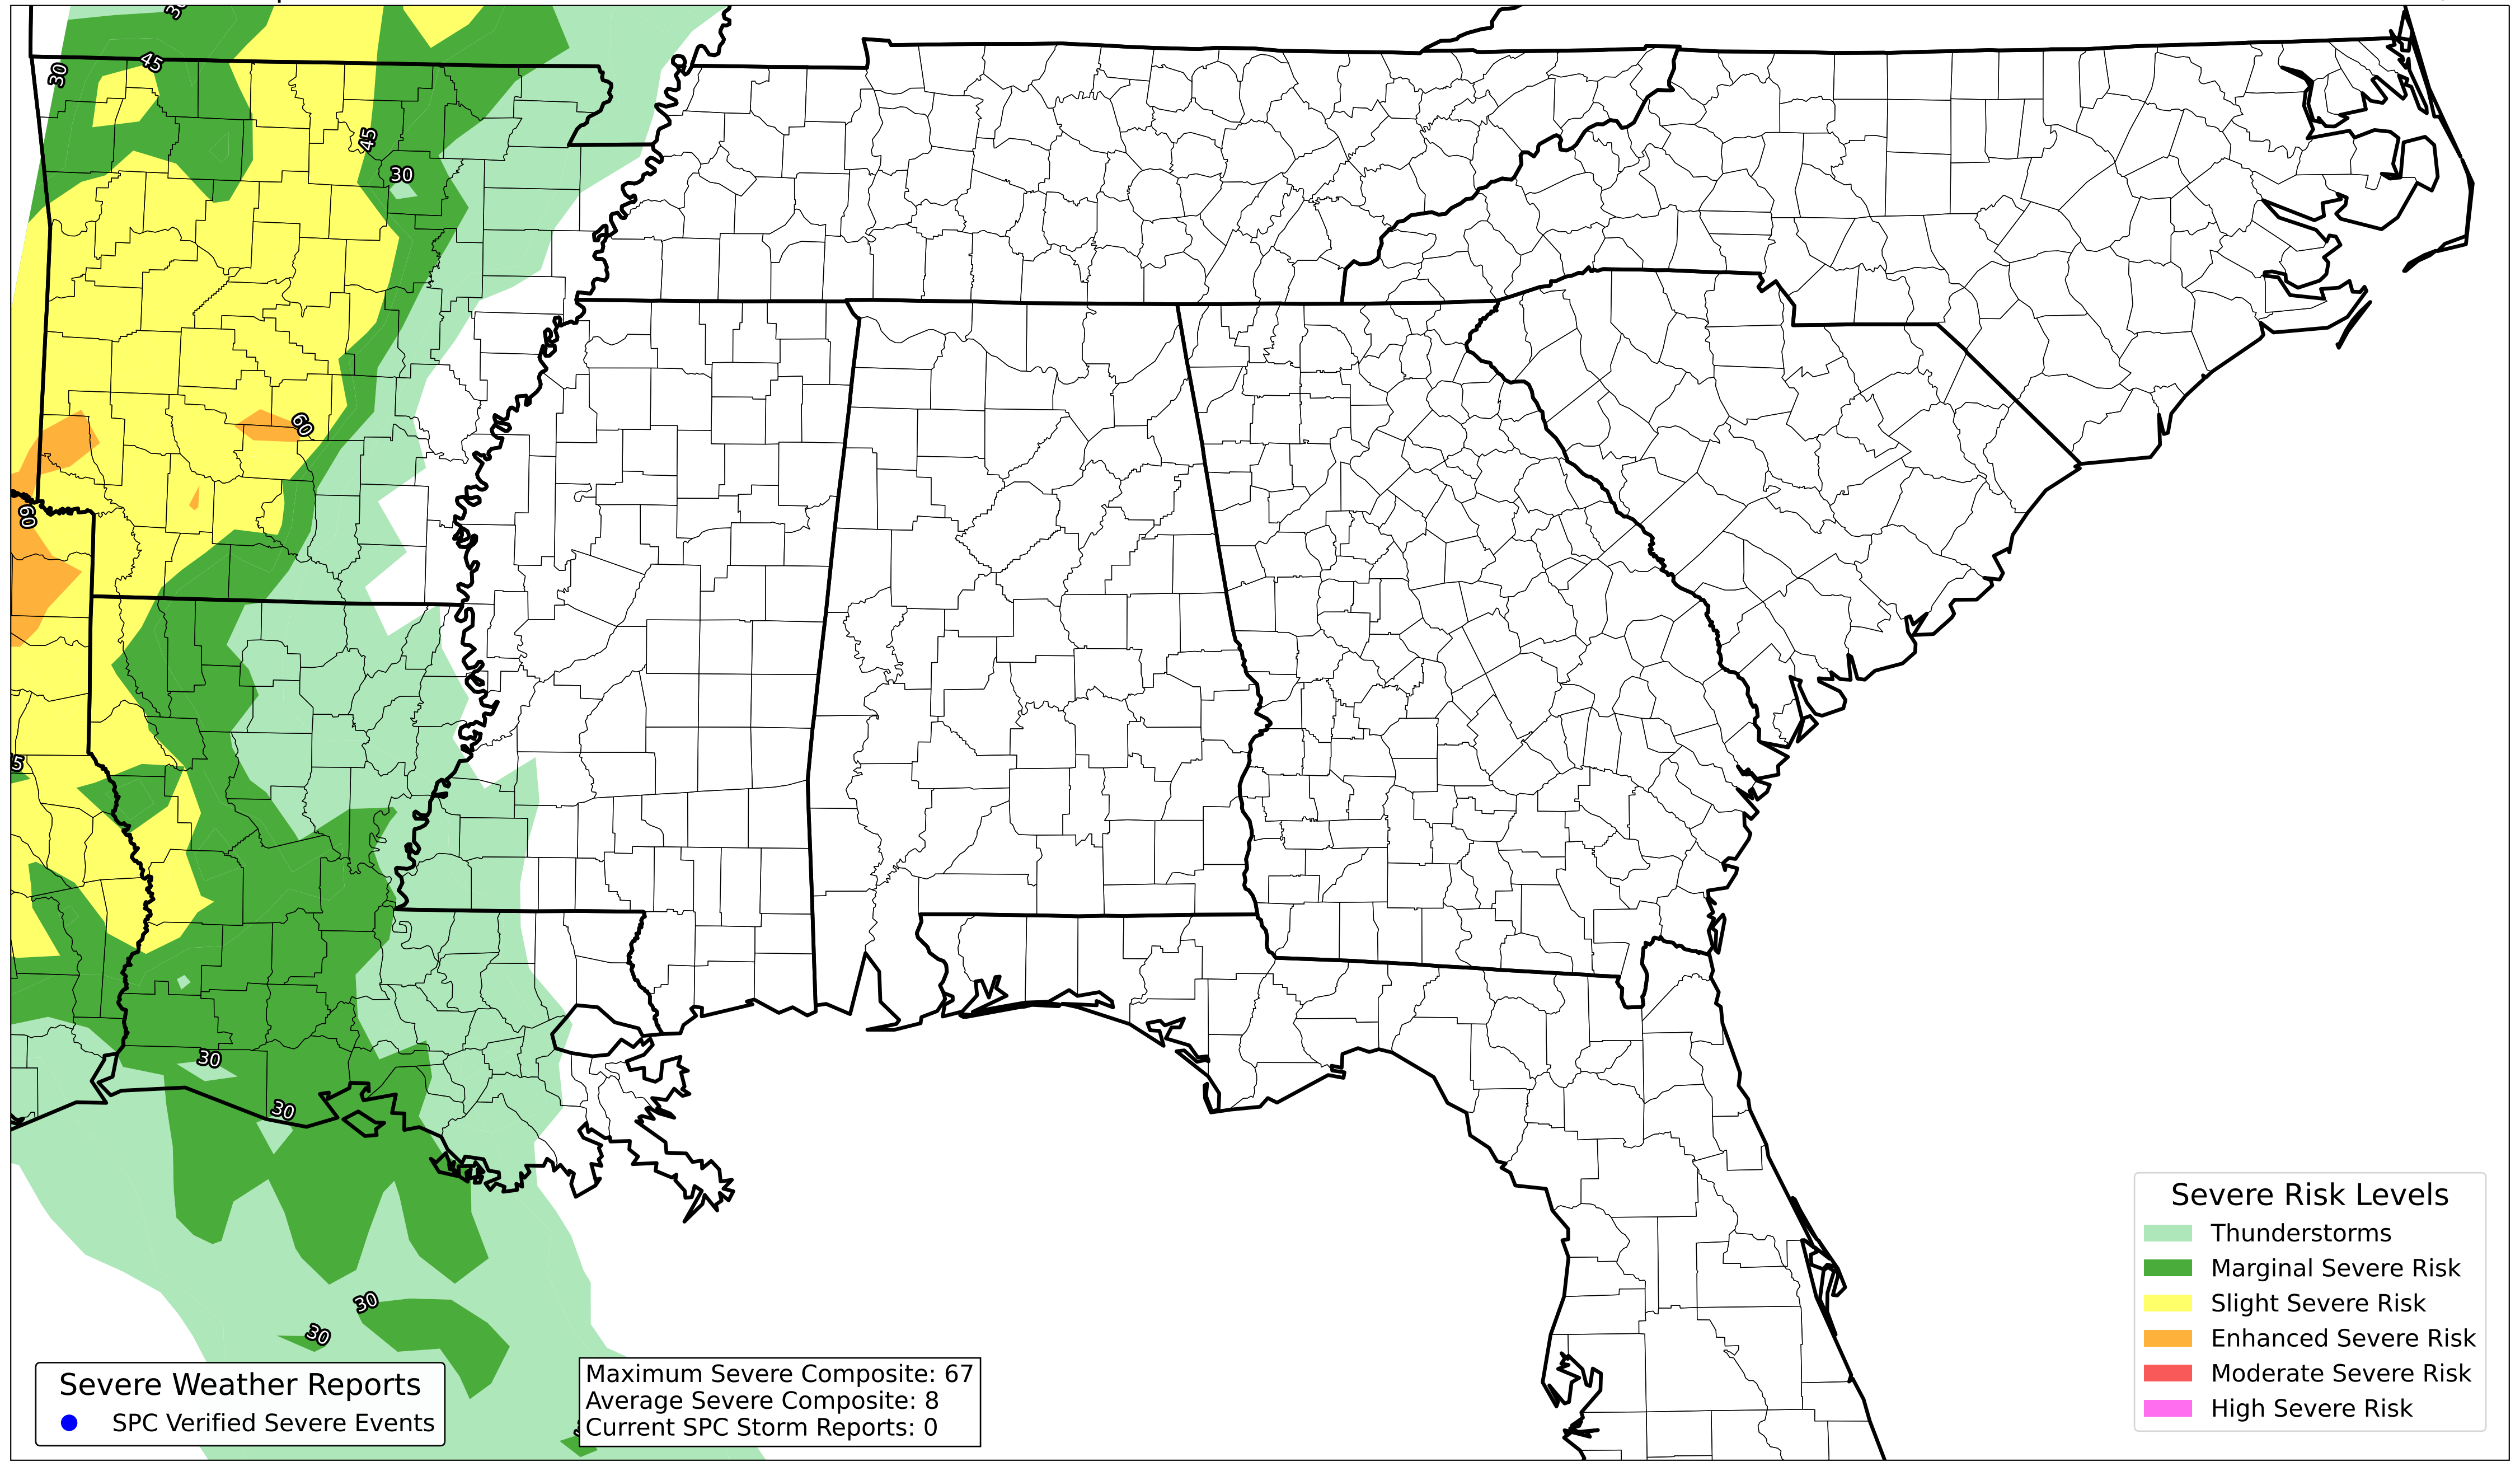 30
45
45
30
60
60
30
30
30
30
Severe Risk Levels
Thunderstorms
Marginal Severe Risk
Slight Severe Risk
Enhanced Severe Risk
Moderate Severe Risk
High Severe Risk
Severe Weather Reports
SPC Verified Severe Events
Maximum Severe Composite: 67
Average Severe Composite: 8
Current SPC Storm Reports: 0